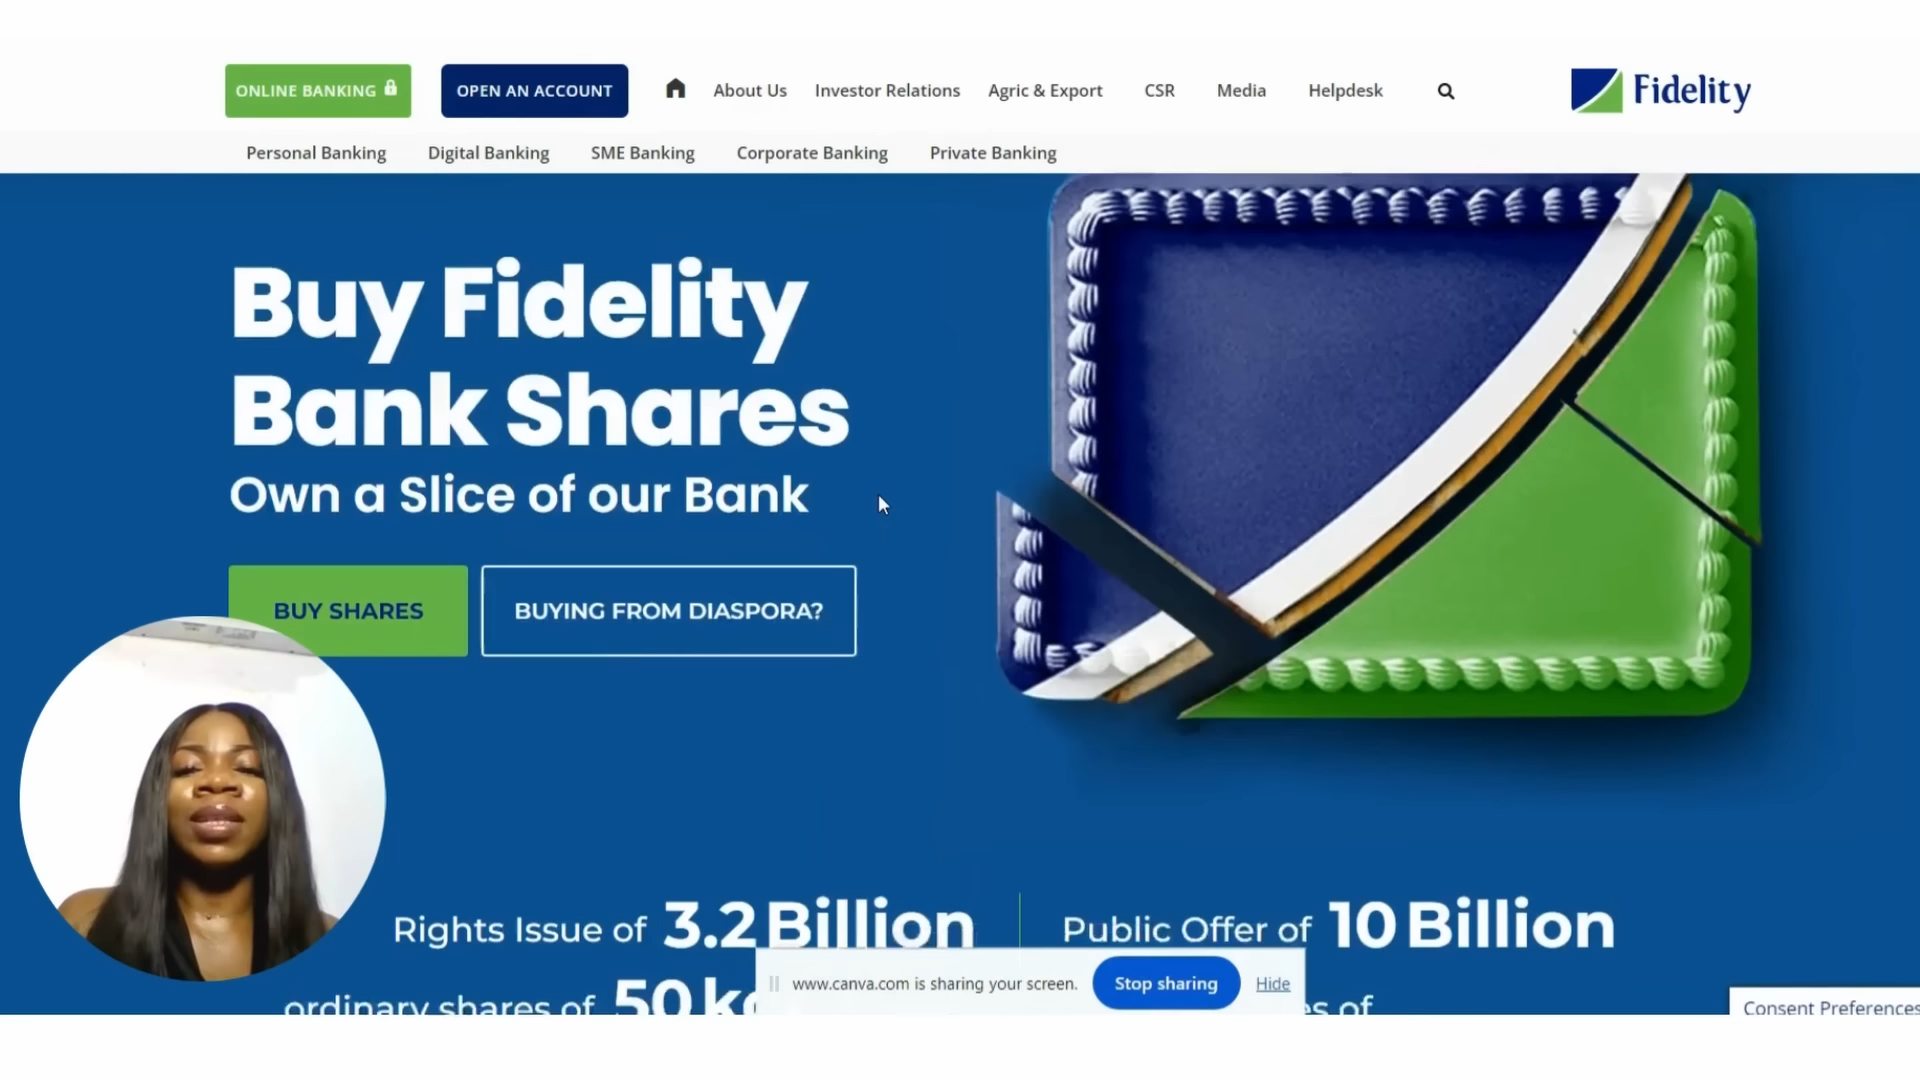 ONLINE BANKING
OPEN AN ACCOUNT
About Us
Investor Relations
Agric & Export
CSR
Media
Helpdesk
Fidelity
Personal Banking
Digital Banking
SME Banking
Corporate Banking
Private Banking
Buy Fidelity
Bank Shares
Own a Slice of our Bank
BUY SHARES
BUYING FROM DIASPORA?
Rights Issue of 3.2 Billion
Public Offer of 10 Billion
ordinary shares of 50
www.canva.com is sharing your screen.
Stop sharing
Hide
of
Consent Preferences